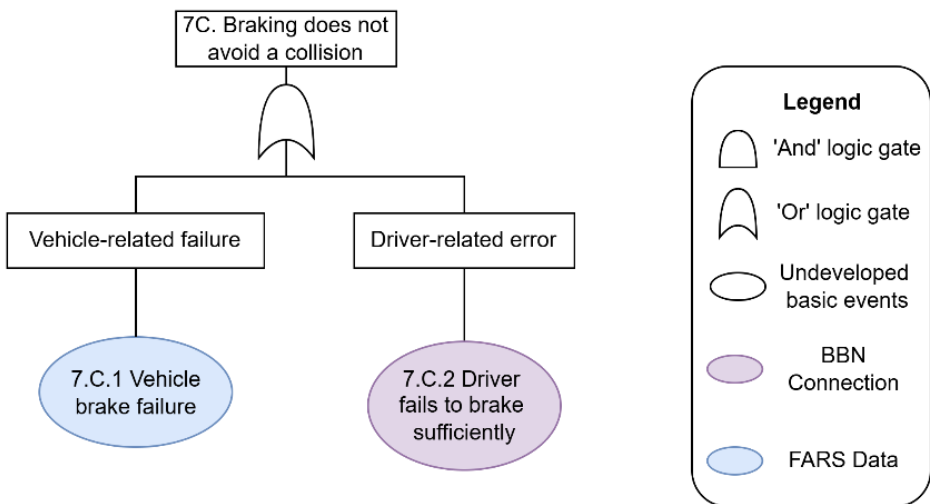 7C. Braking does not
avoid a collision
Vehicle-related failure
Driver-related error
7.C.1 Vehicle
brake failure
7.C.2 Driver
fails to brake
sufficiently
Legend
'And' logic gate
'Or' logic gate
Undeveloped
basic events
BBN
Connection
FARS Data